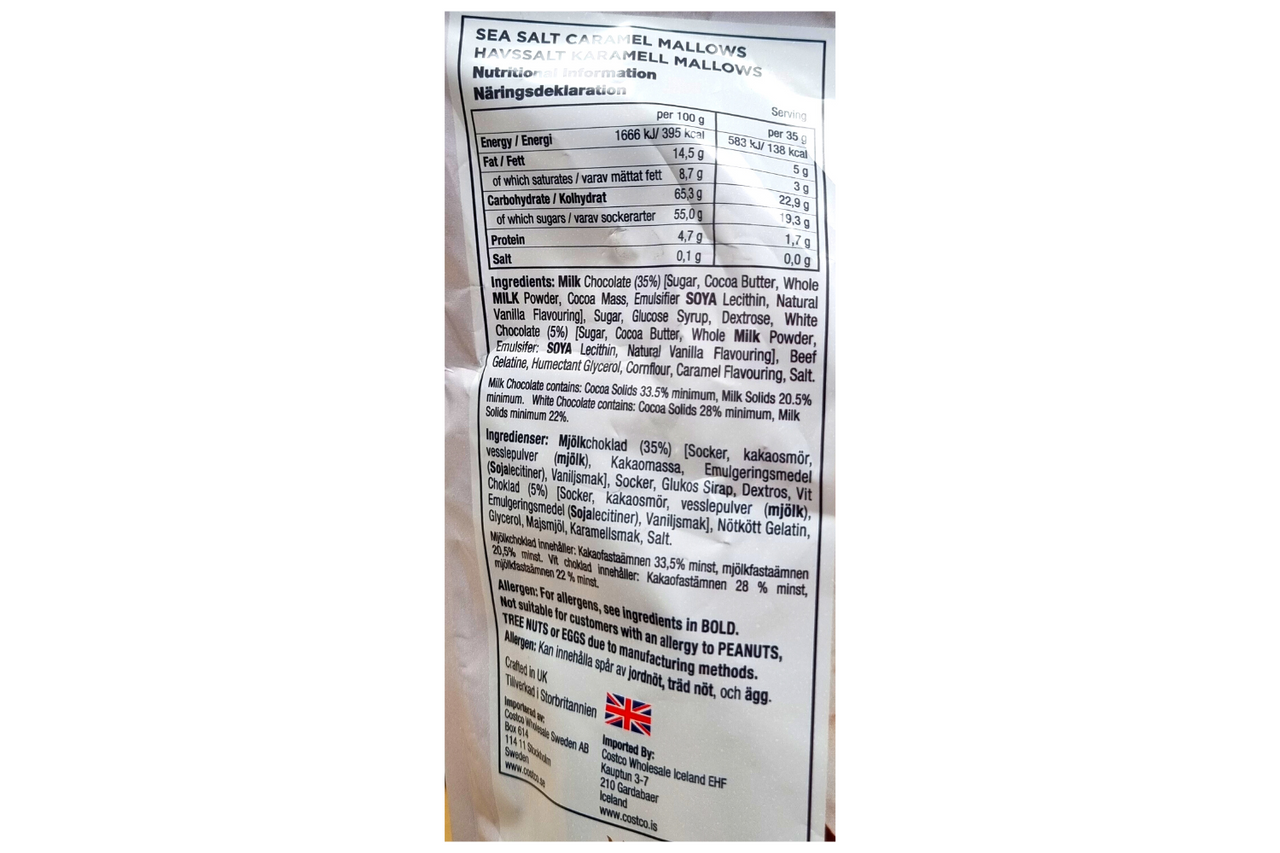 SEA SALT CARAMEL MALLOWS
HAVSSALT KARAMELL MALLOWS
Nutritional Information
Näringsdeklaration
per 100 g Serving per 35 g
Energy / Energi 1666 kJ/ 395 kcal 583 kJ/ 138 kcal
Fat / Fett 14,5 g 5 g
of which saturates / varav mättat fett 8,7 g 3 g
Carbohydrate / Kolhydrat 65,3 g 22,9 g
of which sugars / varav sockerarter 55,0 g 19,3 g
Protein 4,7 g 1,7 g
Salt 0,1 g 0,0 g
Ingredients: Milk Chocolate (35%) [Sugar, Cocoa Butter, Whole
MILK Powder, Cocoa Mass, Emulsifier SOYA Lecithin, Natural
Vanilla Flavouring], Sugar, Glucose Syrup, Dextrose, White
Chocolate (5%) [Sugar, Cocoa Butter, Whole Milk Powder,
Emulsifer: SOYA Lecithin, Natural Vanilla Flavouring], Beef
Gelatine, Humectant Glycerol, Cornflour, Caramel Flavouring, Salt.
Milk Chocolate contains: Cocoa Solids 33.5% minimum, Milk Solids 20.5%
minimum. White Chocolate contains: Cocoa Solids 28% minimum, Milk
Solids minimum 22%.
Ingredienser: Mjölkchoklad (35%) [Socker, kakaosmör,
vesslepulver (mjölk), Kakaomassa, Emulgeringsmedel
(Sojalecitiner), Vaniljsmak], Socker, Glukos Sirap, Dextros, Vit
Choklad (5%) [Socker, kakaosmör, vesslepulver (mjölk),
Emulgeringsmedel (Sojalecitiner), Vaniljsmak], Nötkött Gelatin,
Glycerol, Majsmjöl, Karamellsmak, Salt.
Mjölkchoklad innehåller: Kakaofastaämnen 33,5% minst, mjölkfastaämnen
20,5% minst. Vit choklad innehåller: Kakaofastämnen 28 % minst,
mjölkfastaämnen 22 % minst.
Allergen: For allergens, see ingredients in BOLD.
Not suitable for customers with an allergy to PEANUTS,
TREE NUTS or EGGS due to manufacturing methods.
Allergen: Kan innehålla spår av jordnöt, träd nöt, och ägg.
Crafted in UK
Tillverkad i Storbritannien
Importerad av:
Costco Wholesale Sweden AB
Box 614
114 11 Stockholm
Sweden
www.costco.se
Imported By:
Costco Wholesale Iceland EHF
Kauptun 3-7
210 Gardabaer
Iceland
www.costco.is